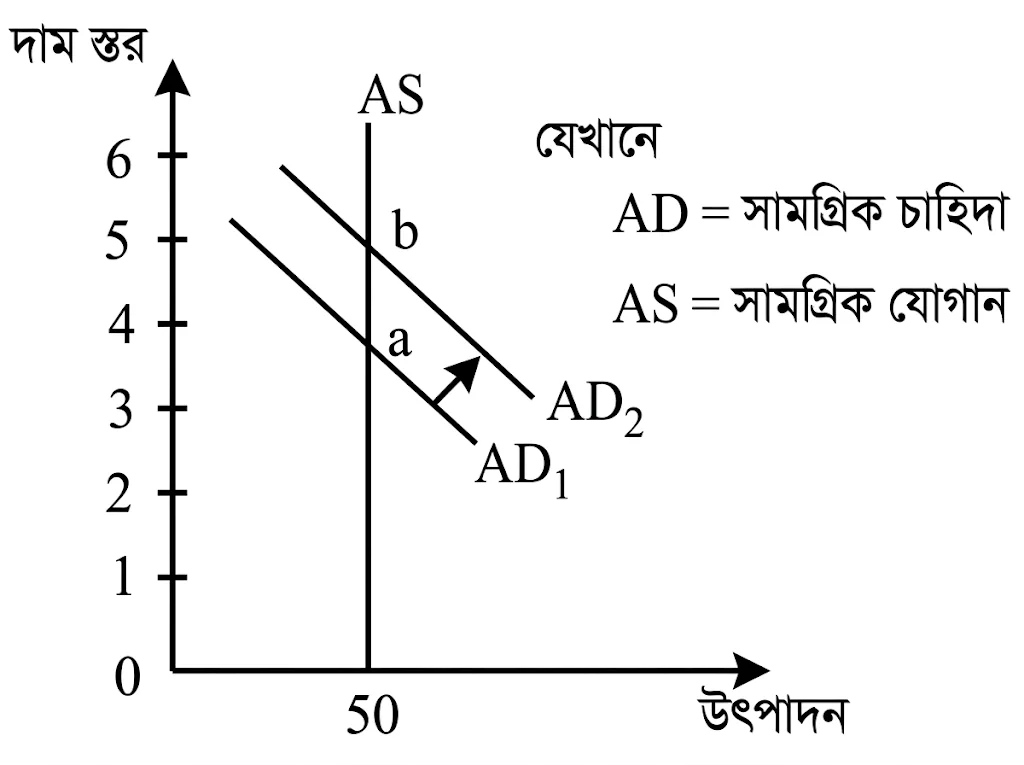 দাম স্তর
AS
যেখানে
AD = সামগ্রিক চাহিদা
AS = সামগ্রিক যোগান
6
5
4
3
2
1
0
b
a
AD2
AD1
50
উৎপাদন